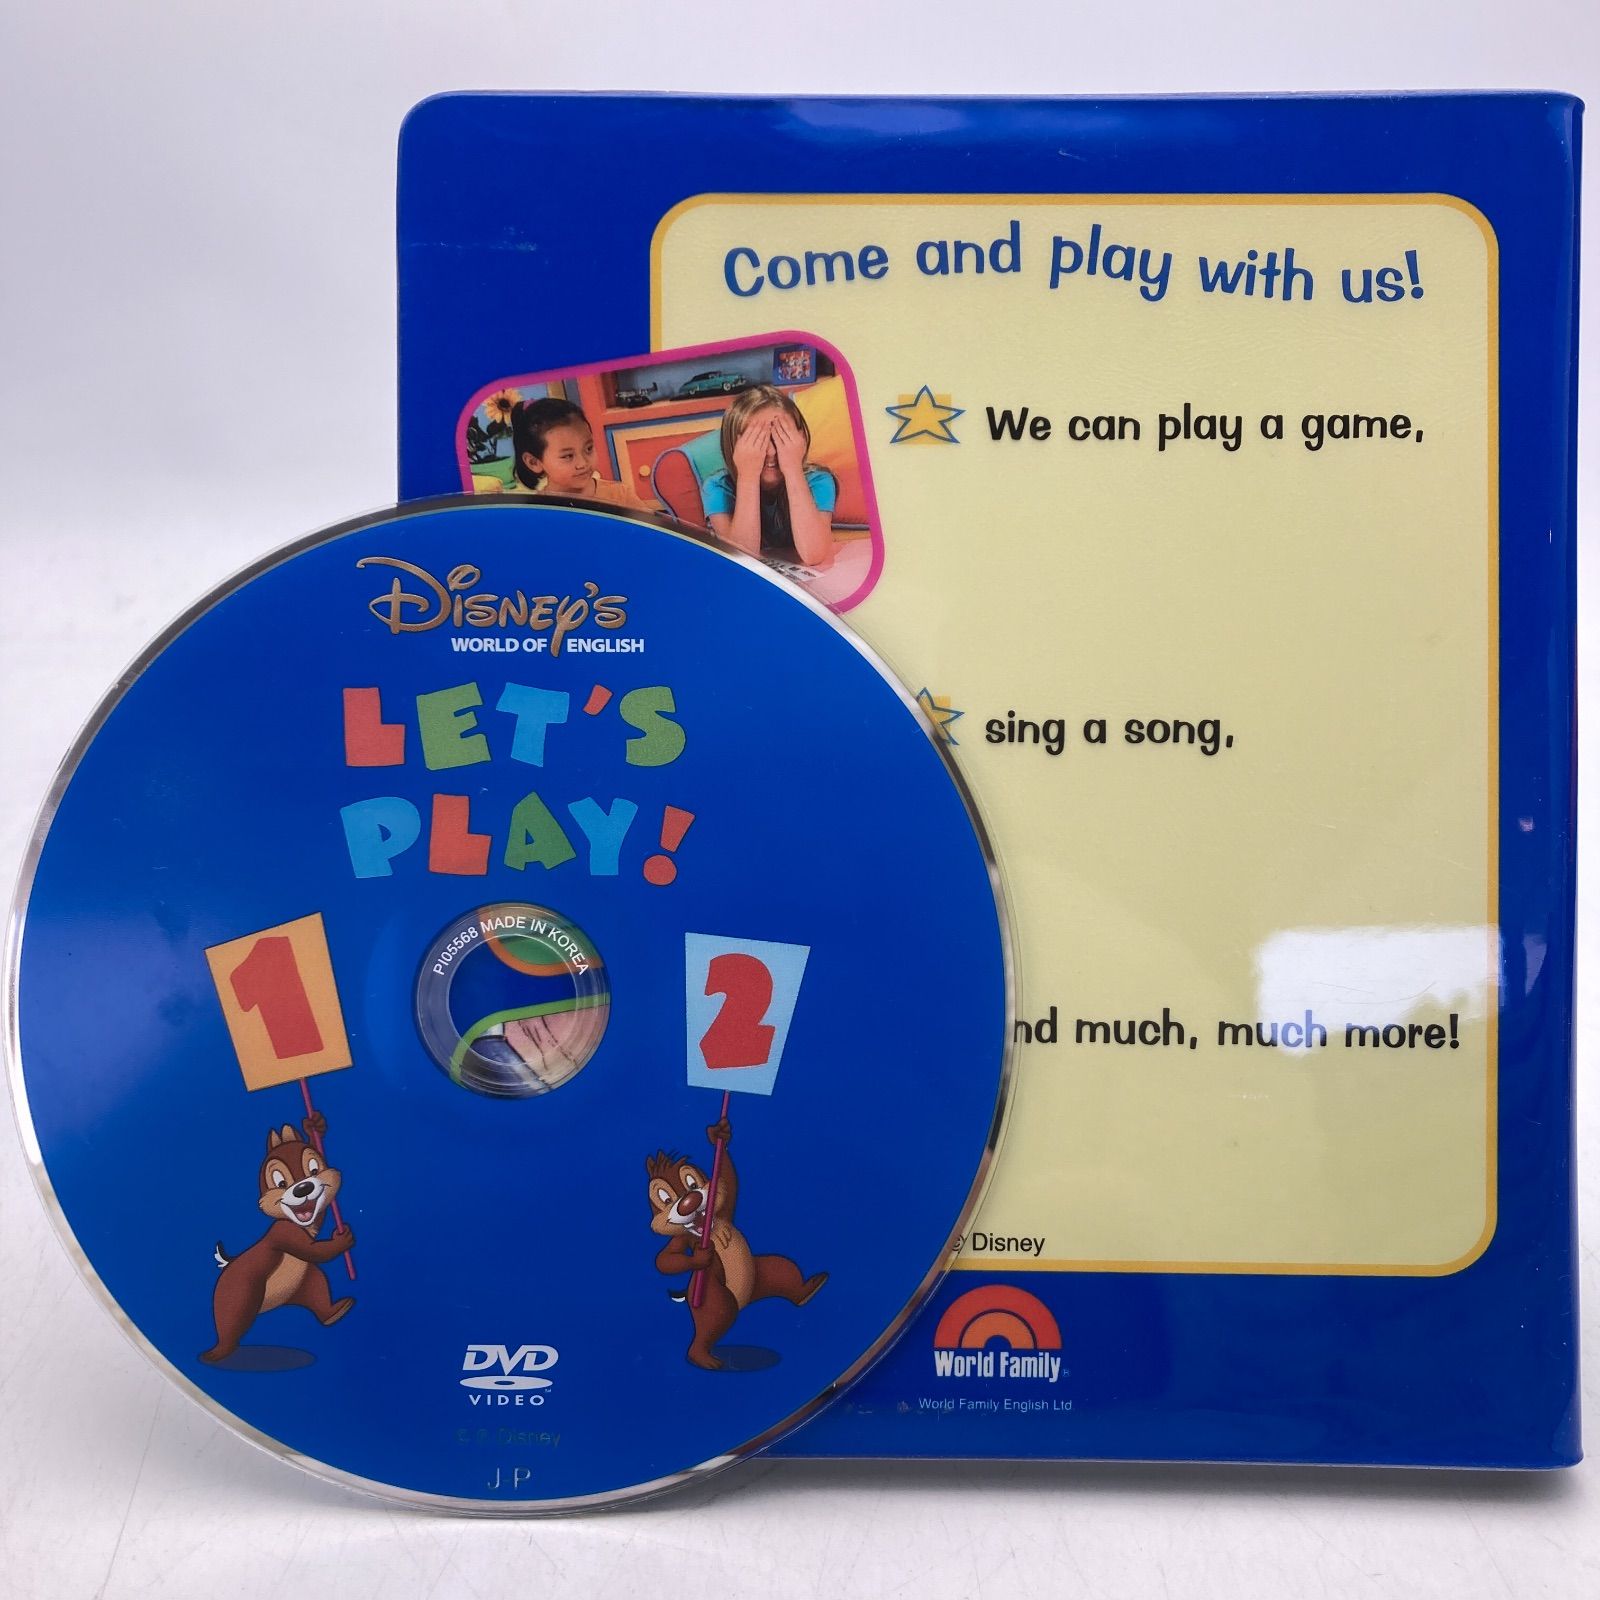 Come and play with us!
We can play a game,
sing a song,
nd much, much more!
© Disney
World Family
World Family English Ltd.
DISNEY'S
WORLD OF ENGLISH
LET'S
PLAY!
PI05568 MADE IN KOREA
1
2
DVD
VIDEO
© Disney
J-P